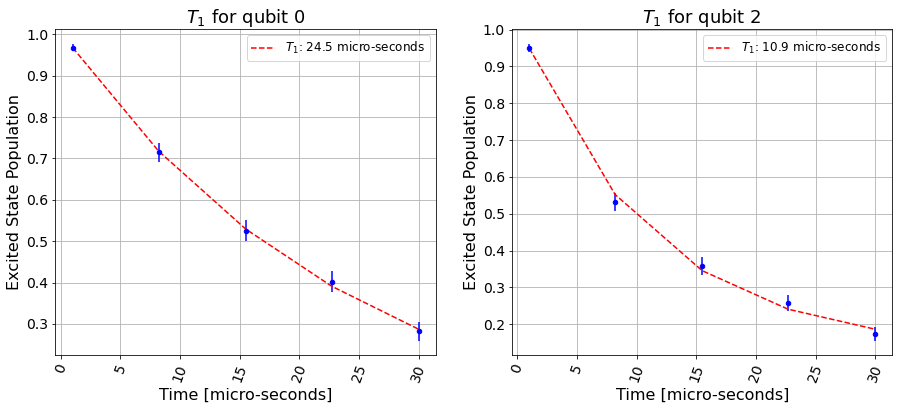 T₁ for qubit 0
Excited State Population
1.0
0.9
0.8
0.7
0.6
0.5
0.4
0.3
T₁: 24.5 micro-seconds
0 5 10 15 20 25 30
Time [micro-seconds]
T₁ for qubit 2
Excited State Population
1.0
0.9
0.8
0.7
0.6
0.5
0.4
0.3
0.2
T₁: 10.9 micro-seconds
0 5 10 15 20 25 30
Time [micro-seconds]